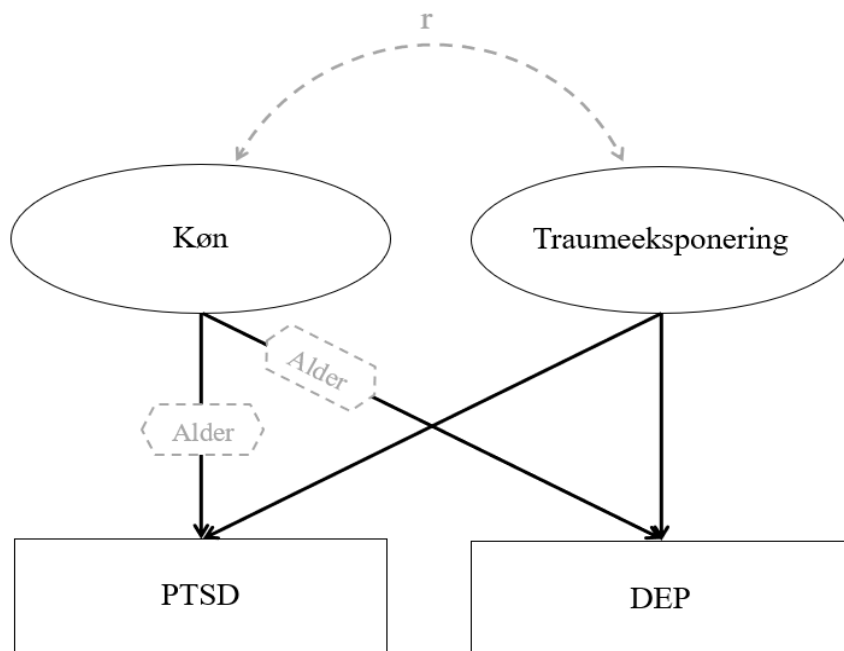 r
Køn
Traumeeksponering
Alder
Alder
PTSD
DEP